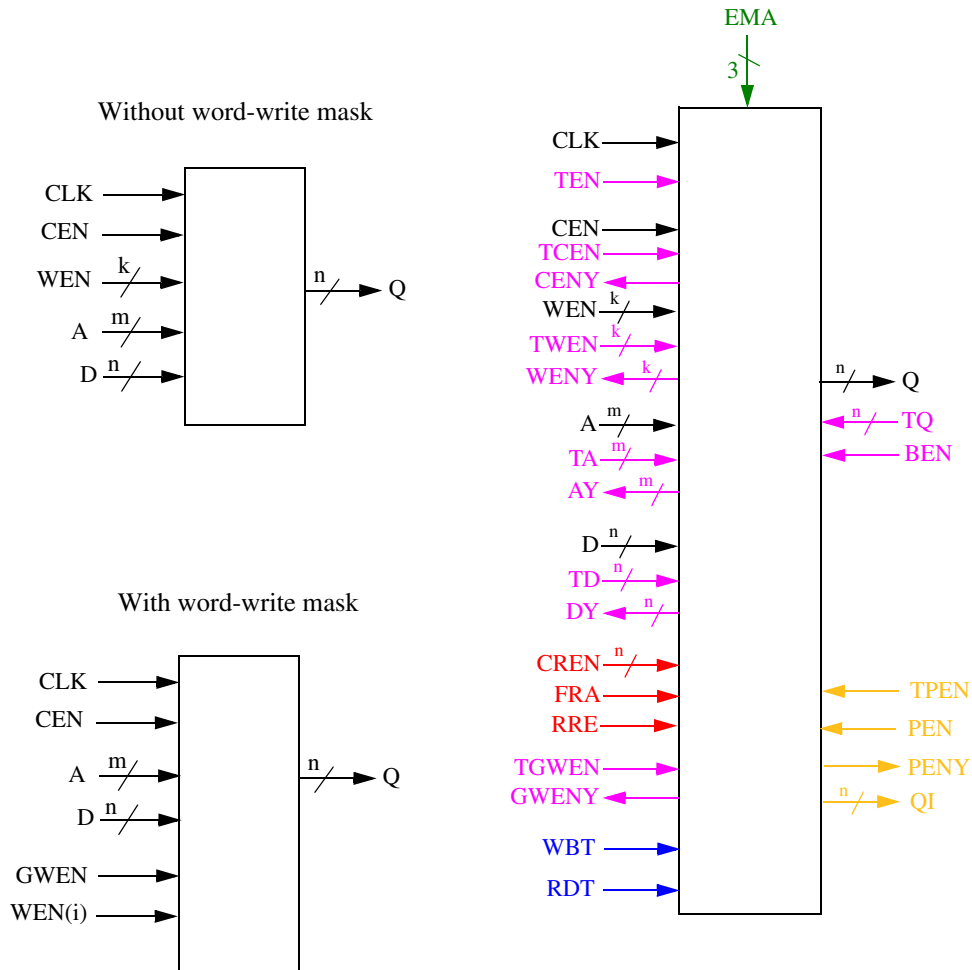 Without word-write mask
CLK
CEN
WEN
k
A
m
D
n
n
Q
With word-write mask
CLK
CEN
A
m
D
n
GWEN
WEN(i)
n
Q
EMA
3
CLK
TEN
CEN
TCEN
CENY
WEN
k
TWEN
k
WENY
k
A
m
TA
m
AY
m
D
n
TD
n
DY
n
CREN
n
FRA
RRE
TGWEN
GWENY
WBT
RDT
n
Q
n
TQ
BEN
TPEN
PEN
PENY
n
QI